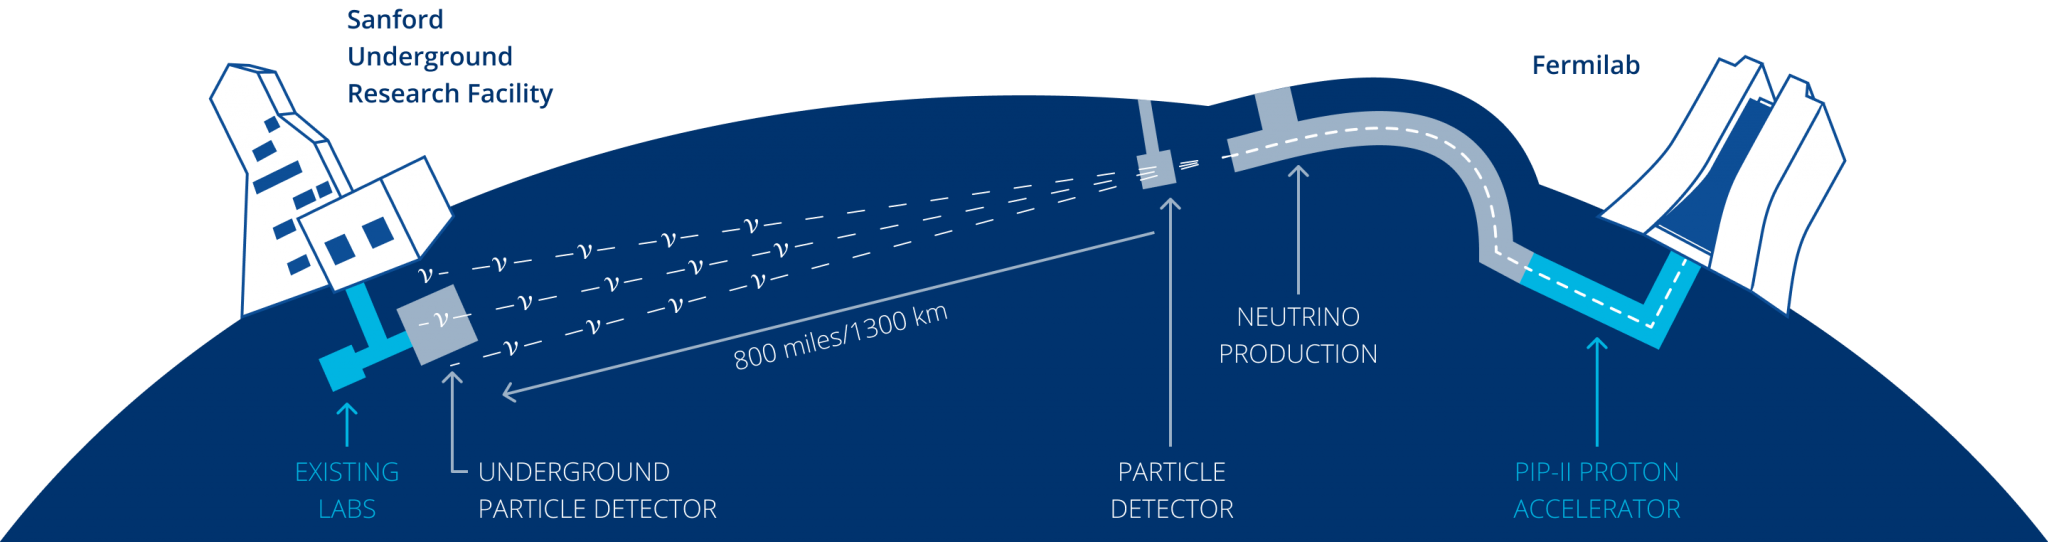 Sanford
Underground
Research Facility
Fermilab
ν ν ν ν ν
ν ν ν ν
ν ν ν ν
800 miles/1300 km
NEUTRINO
PRODUCTION
EXISTING
LABS
UNDERGROUND
PARTICLE DETECTOR
PARTICLE
DETECTOR
PIP-II PROTON
ACCELERATOR